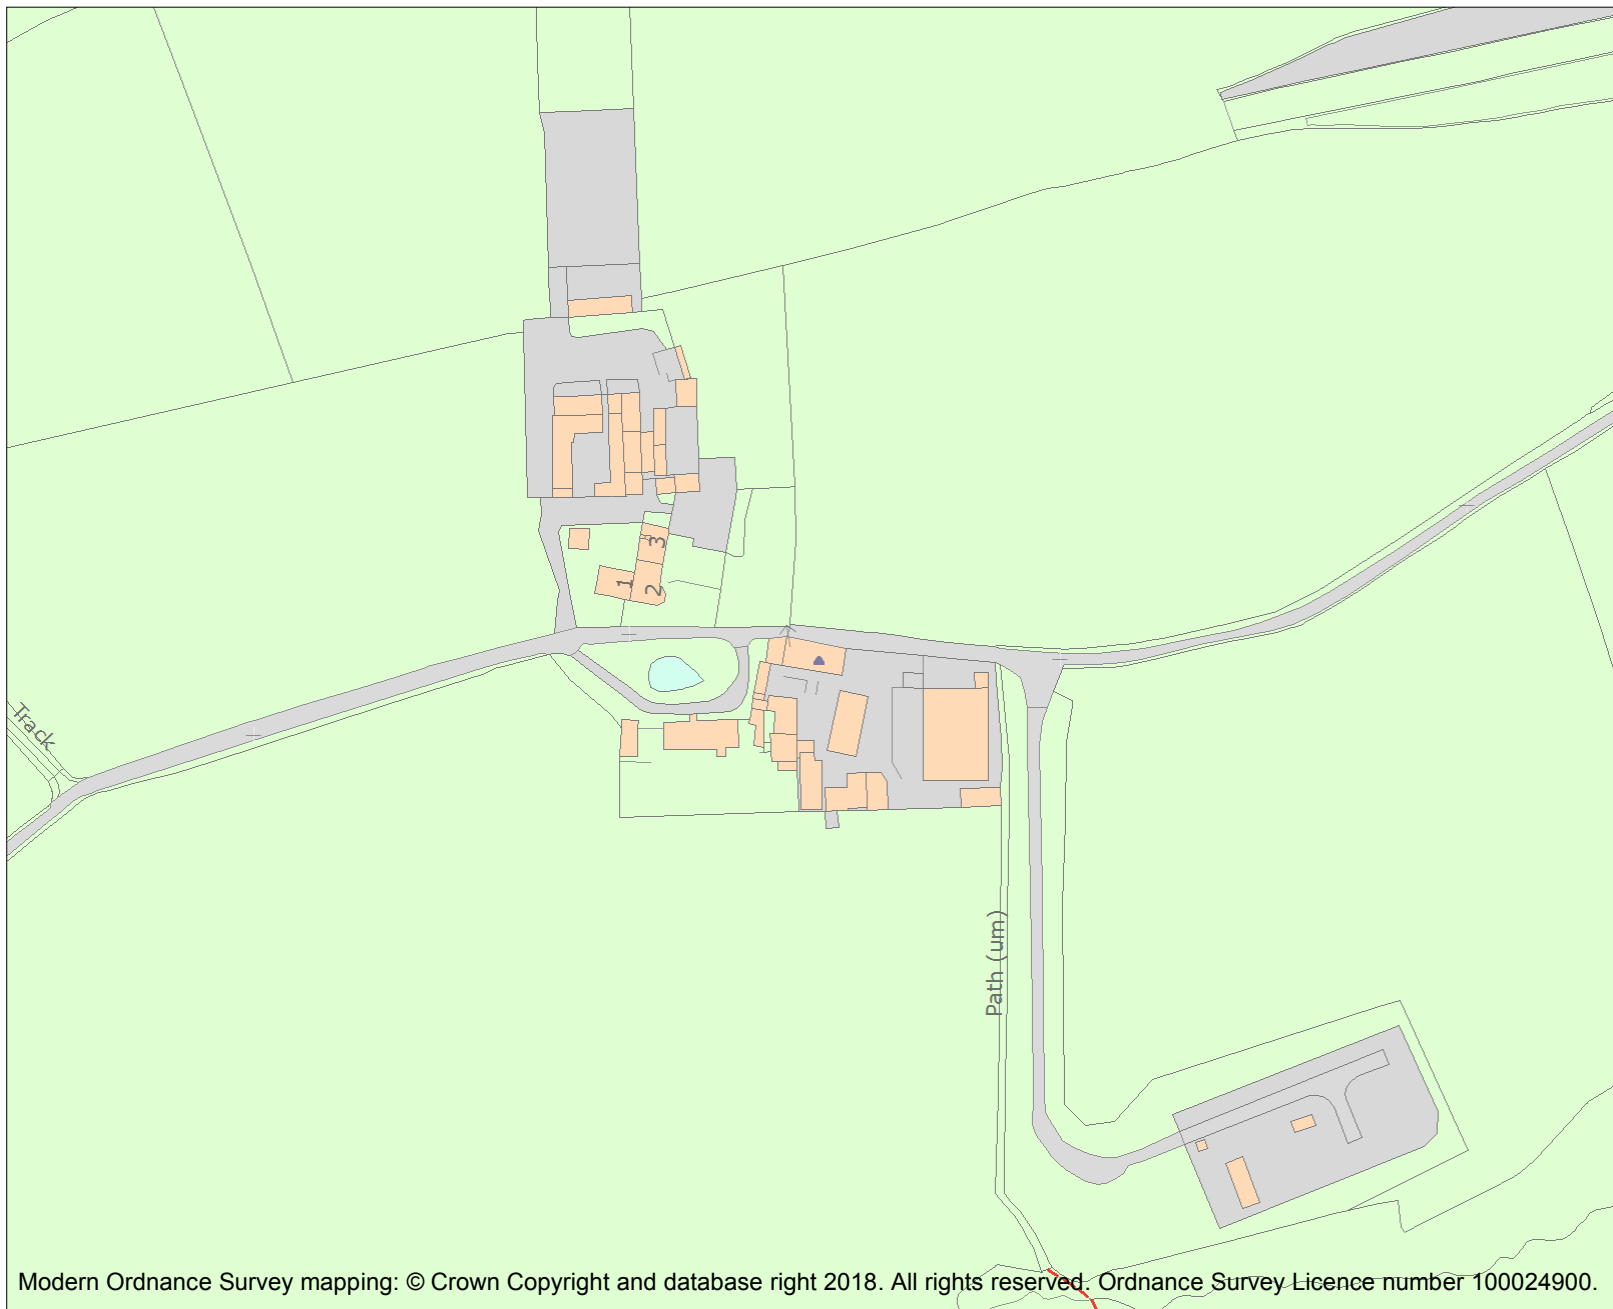 3
1
2
Track
Path (um)
Modern Ordnance Survey mapping: © Crown Copyright and database right 2018. All rights reserved. Ordnance Survey Licence number 100024900.